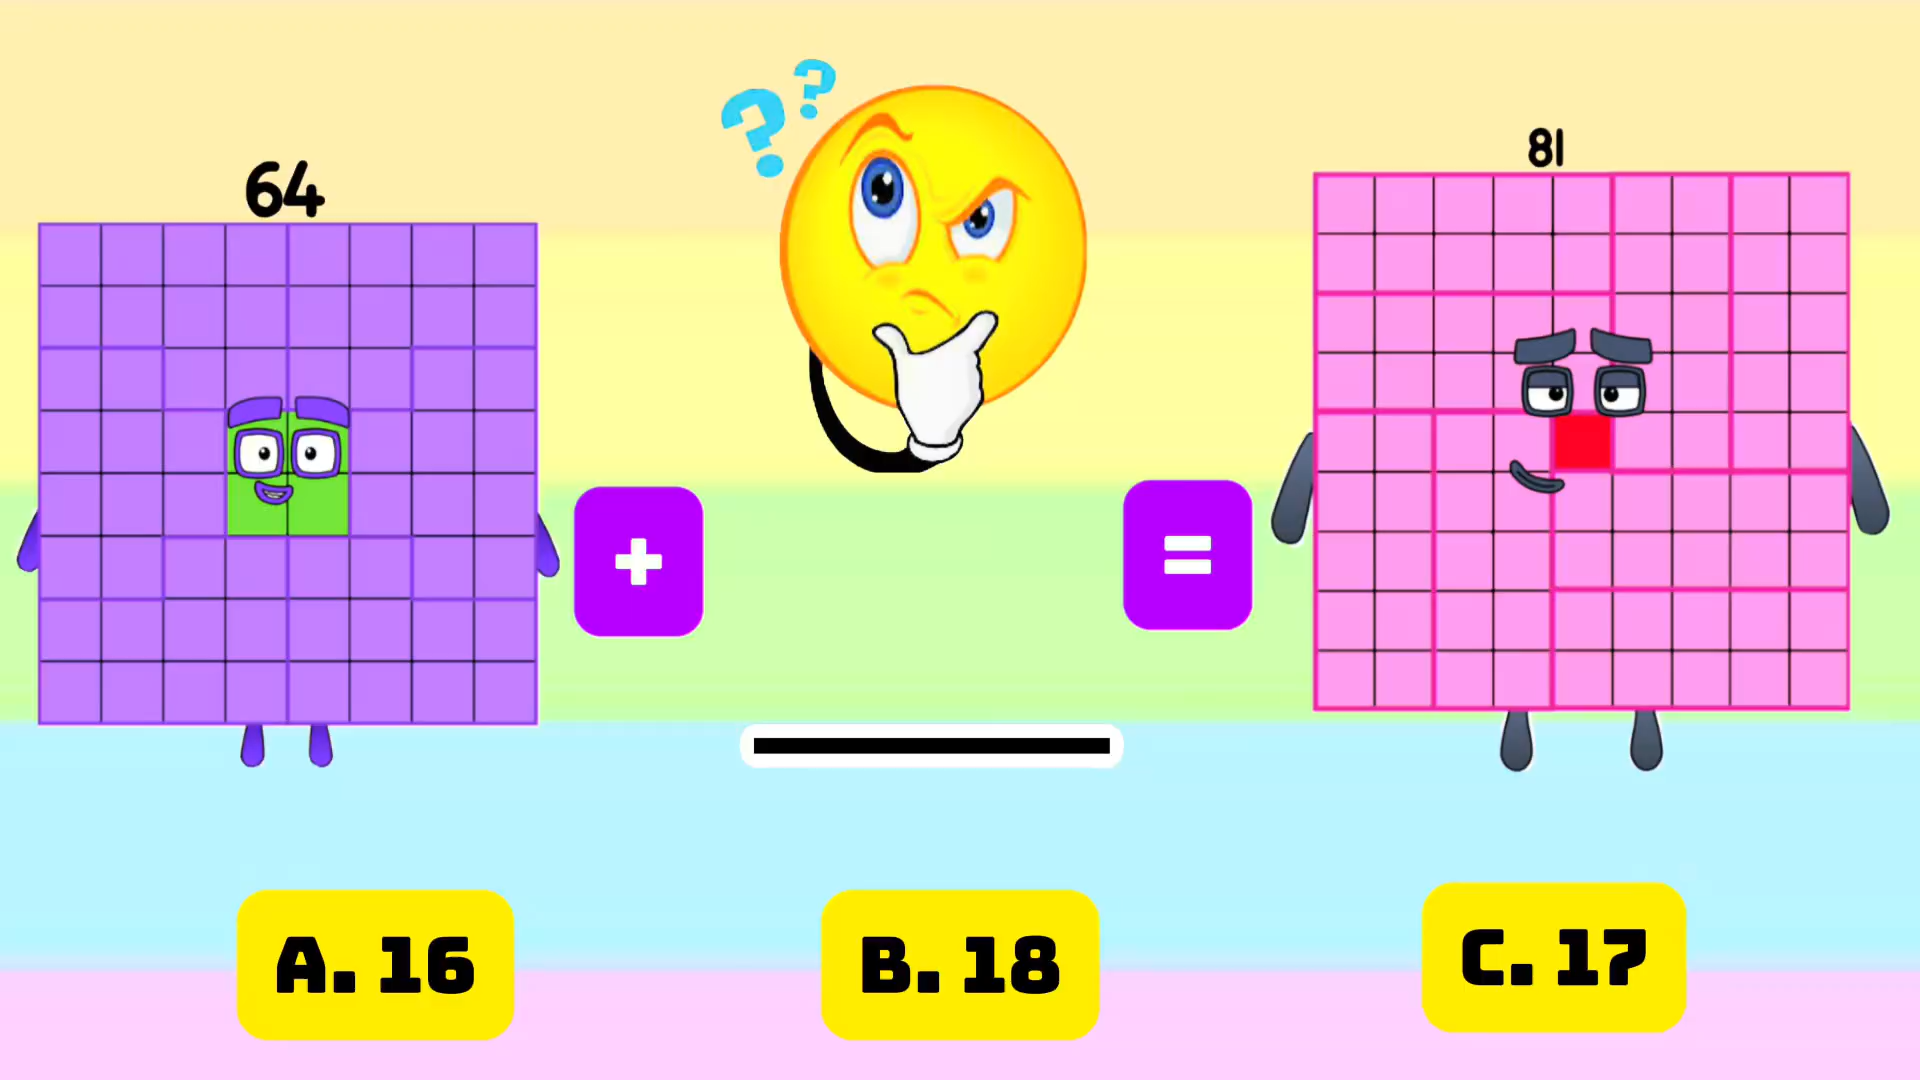 64
??
81
+
=
A. 16
B. 18
C. 17